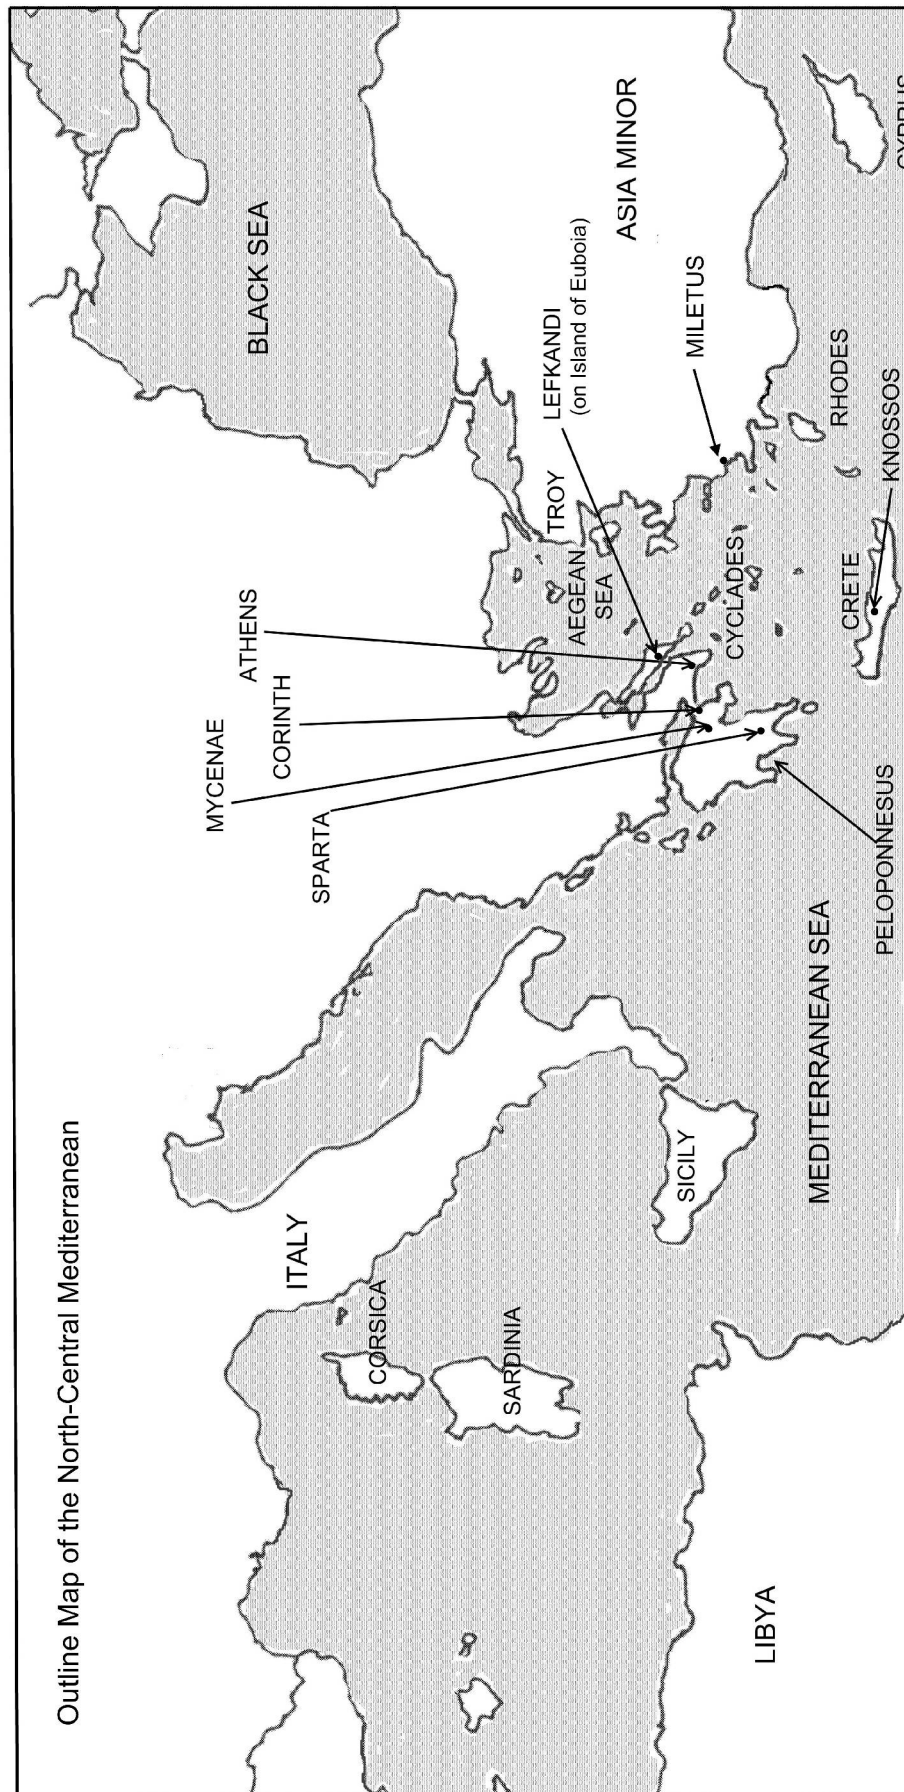 Outline Map of the North-Central Mediterranean
BLACK SEA
ITALY
CORSICA
SARDINIA
SICILY
LIBYA
MEDITERRANEAN SEA
MYCENAE
ATHENS
CORINTH
SPARTA
PELOPONNESUS
AEGEAN
SEA
TROY
LEFKANDI
(on Island of Euboia)
ASIA MINOR
MILETUS
CYCLADES
RHODES
CRETE
KNOSSOS
CYPRUS